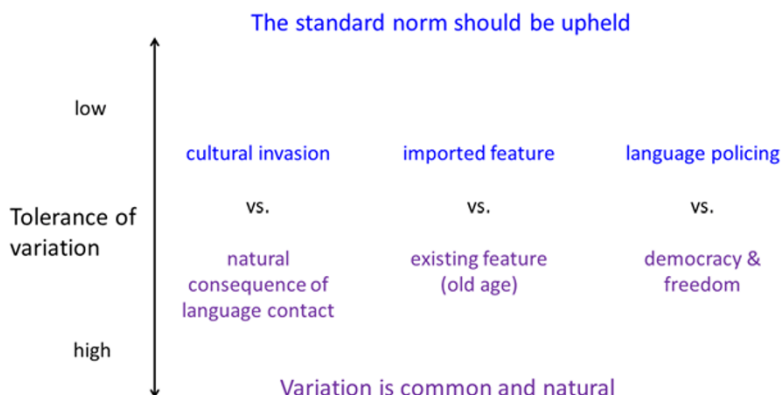 The standard norm should be upheld
low
cultural invasion imported feature language policing
Tolerance of
variation
vs. vs. vs.
natural
consequence of
language contact
existing feature
(old age)
democracy &
freedom
high
Variation is common and natural